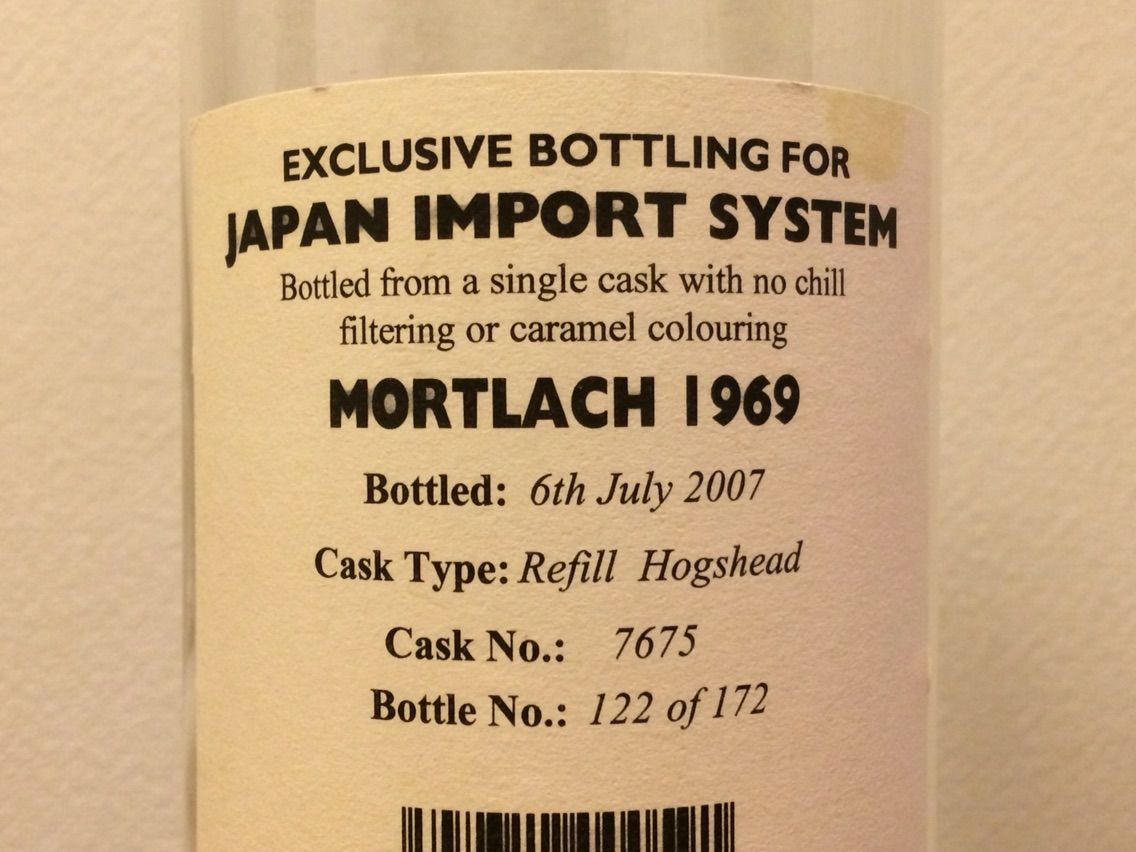 EXCLUSIVE BOTTLING FOR
JAPAN IMPORT SYSTEM
Bottled from a single cask with no chill
filtering or caramel colouring
MORTLACH 1969
Bottled: 6th July 2007
Cask Type: Refill Hogshead
Cask No.: 7675
Bottle No.: 122 of 172